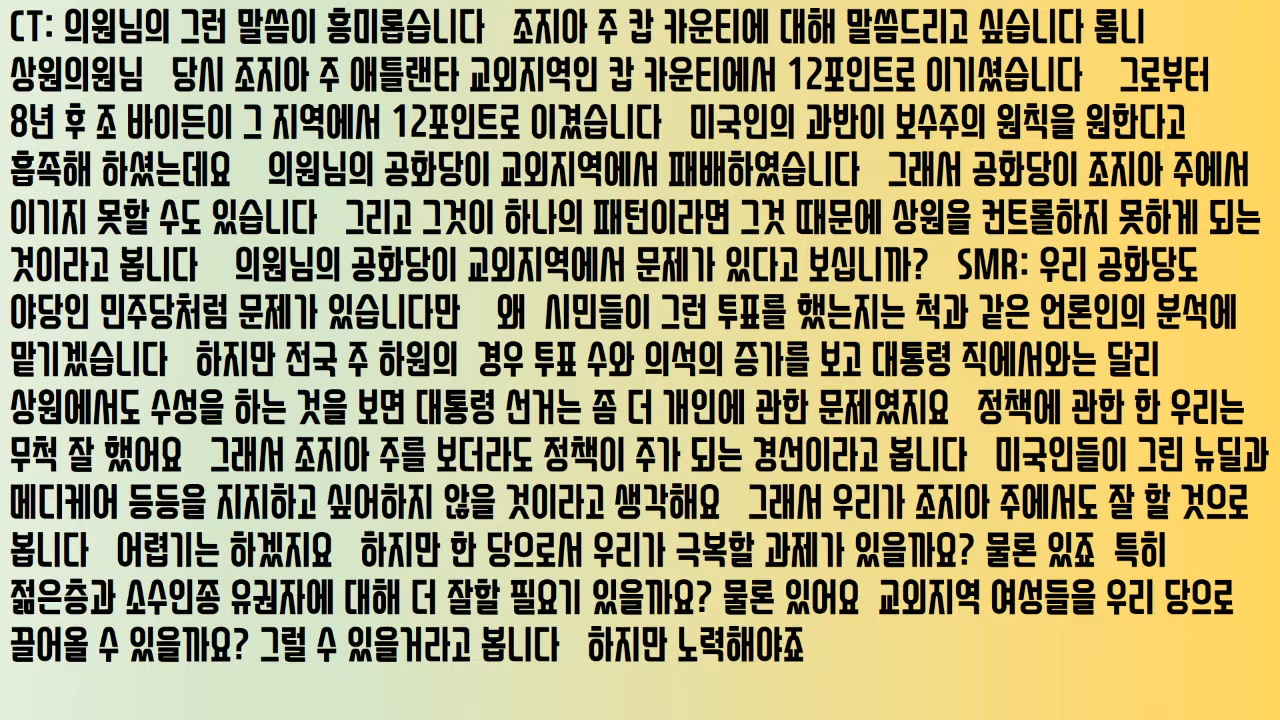 CT: 의원님의 그런 말씀이 흥미롭습니다 조지아 주 캅 카운티에 대해 말씀드리고 싶습니다 롬니
상원의원님 당시 조지아 주 애틀랜타 교외지역인 캅 카운티에서 12포인트로 이기셨습니다 그로부터
8년 후 조 바이든이 그 지역에서 12포인트로 이겼습니다 미국인의 과반이 보수주의 원칙을 원한다고
흡족해 하셨는데요 의원님의 공화당이 교외지역에서 패배하였습니다 그래서 공화당이 조지아 주에서
이기지 못할 수도 있습니다 그리고 그것이 하나의 패턴이라면 그것 때문에 상원을 컨트롤하지 못하게 되는
것이라고 봅니다 의원님의 공화당이 교외지역에서 문제가 있다고 보십니까? SMR: 우리 공화당도
야당인 민주당처럼 문제가 있습니다만 왜 시민들이 그런 투표를 했는지는 척과 같은 언론인의 분석에
맡기겠습니다 하지만 전국 주 하원의 경우 투표 수와 의석의 증가를 보고 대통령 직에서와는 달리
상원에서도 수성을 하는 것을 보면 대통령 선거는 좀 더 개인에 관한 문제였지요 정책에 관한 한 우리는
무척 잘 했어요 그래서 조지아 주를 보더라도 정책이 주가 되는 경선이라고 봅니다 미국인들이 그린 뉴딜과
메디케어 등등을 지지하고 싶어하지 않을 것이라고 생각해요 그래서 우리가 조지아 주에서도 잘 할 것으로
봅니다 어렵기는 하겠지요 하지만 한 당으로서 우리가 극복할 과제가 있을까요? 물론 있죠 특히
젊은층과 소수인종 유권자에 대해 더 잘할 필요기 있을까요? 물론 있어요 교외지역 여성들을 우리 당으로
끌어올 수 있을까요? 그럴 수 있을거라고 봅니다 하지만 노력해야죠